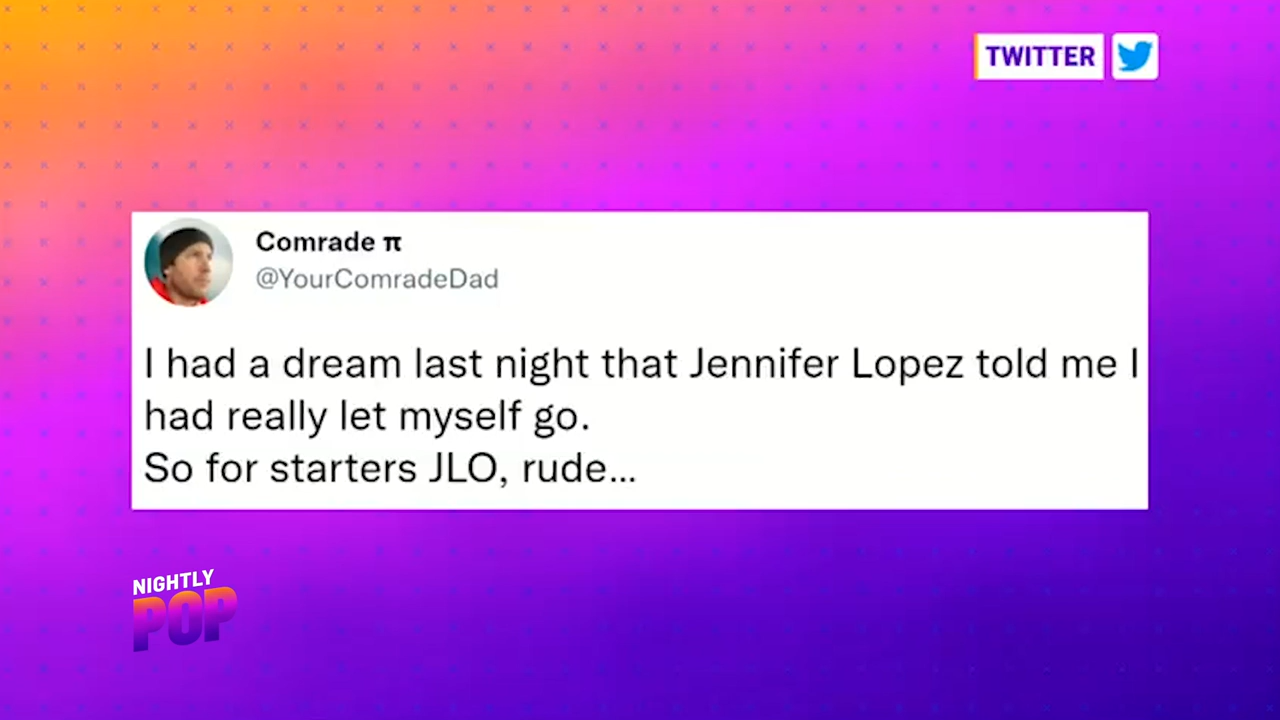 TWITTER
Comrade π
@YourComradeDad
I had a dream last night that Jennifer Lopez told me I
had really let myself go.
So for starters JLO, rude...
NIGHTLY
POP